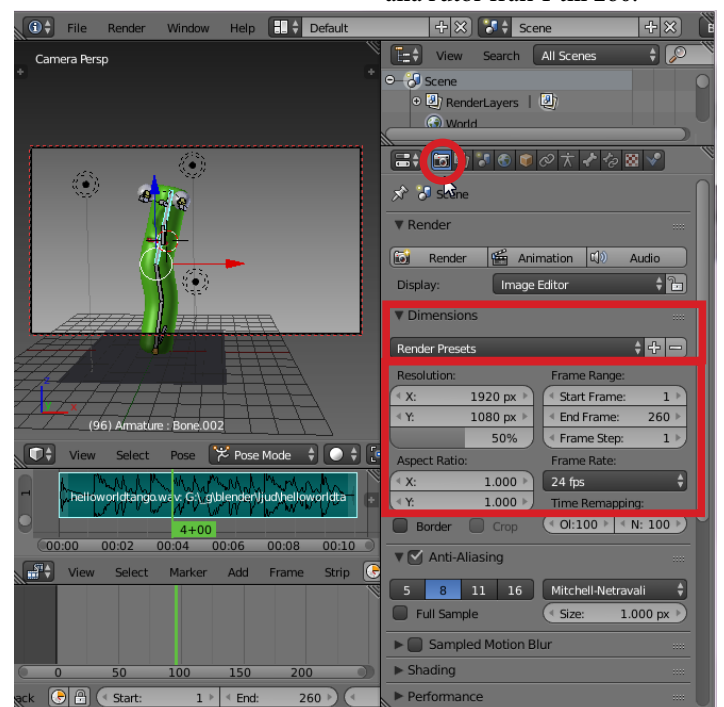 File Render Window Help Default Scene
Camera Persp
View Search All Scenes
Scene
RenderLayers
World
Scene
Render
Render Animation Audio
Display: Image Editor
Dimensions
Render Presets
Resolution: Frame Range:
X: 1920 px Start Frame: 1
Y: 1080 px End Frame: 260
50% Frame Step: 1
Aspect Ratio: Frame Rate:
X: 1.000 24 fps
Y: 1.000 Time Remapping:
Border Crop Ol:100 N: 100
Anti-Aliasing
5 8 11 16 Mitchell-Netravali
Full Sample Size: 1.000 px
Sampled Motion Blur
Shading
Performance
z
x
(96) Armature : Bone.002
View Select Pose Pose Mode
helloworldtango.wav: G:\_g\blender\ljud\helloworldta
4+00
00:00 00:02 00:04 00:06 00:08 00:10
View Select Marker Add Frame Strip
0 50 100 150 200
ack Start: 1 End: 260